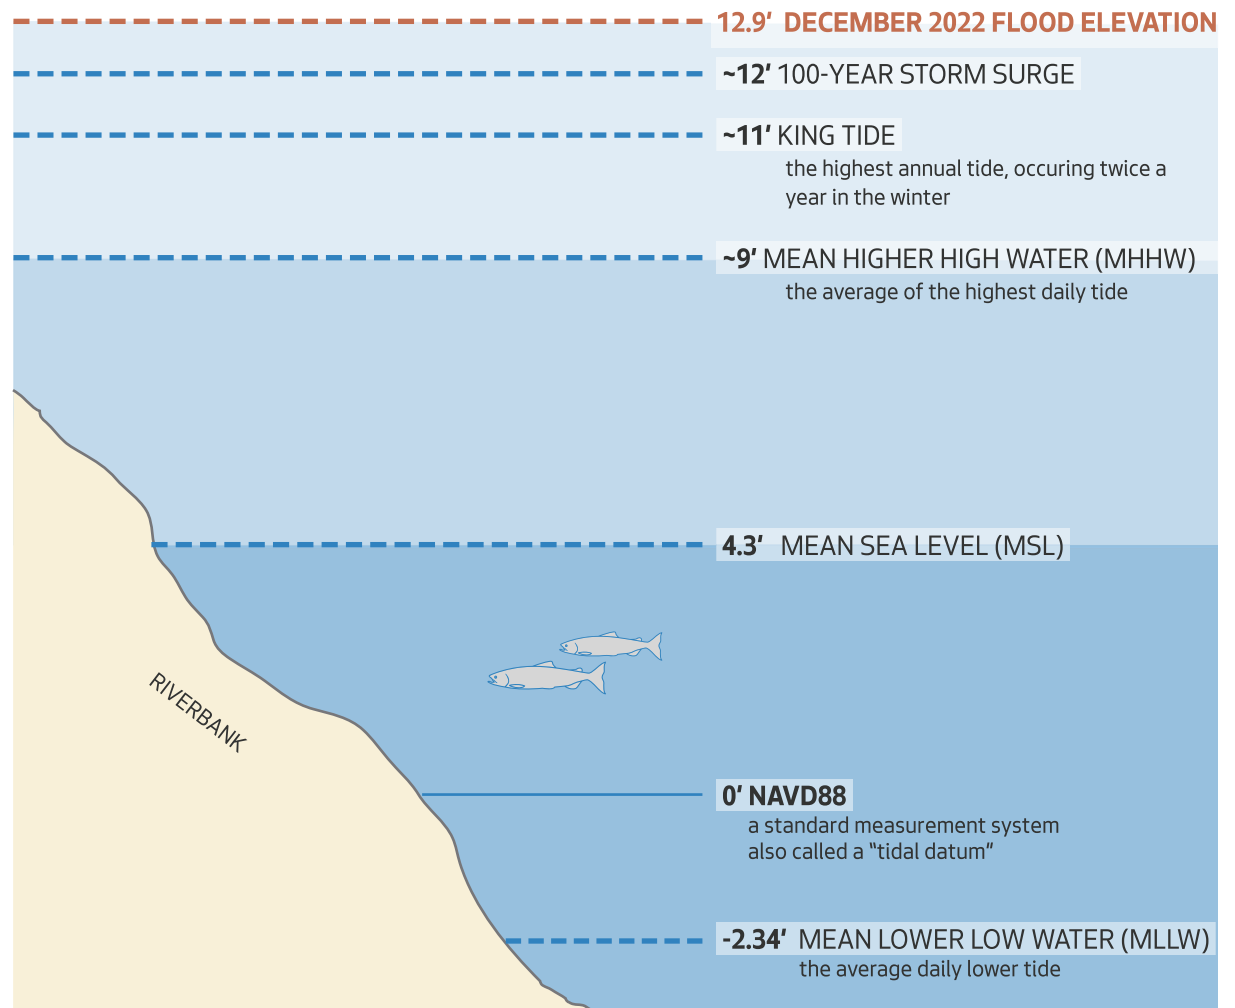 12.9′ DECEMBER 2022 FLOOD ELEVATION
~12′ 100-YEAR STORM SURGE
~11′ KING TIDE
the highest annual tide, occuring twice a
year in the winter
~9′ MEAN HIGHER HIGH WATER (MHHW)
the average of the highest daily tide
4.3′ MEAN SEA LEVEL (MSL)
RIVERBANK
0′ NAVD88
a standard measurement system
also called a “tidal datum”
-2.34′ MEAN LOWER LOW WATER (MLLW)
the average daily lower tide